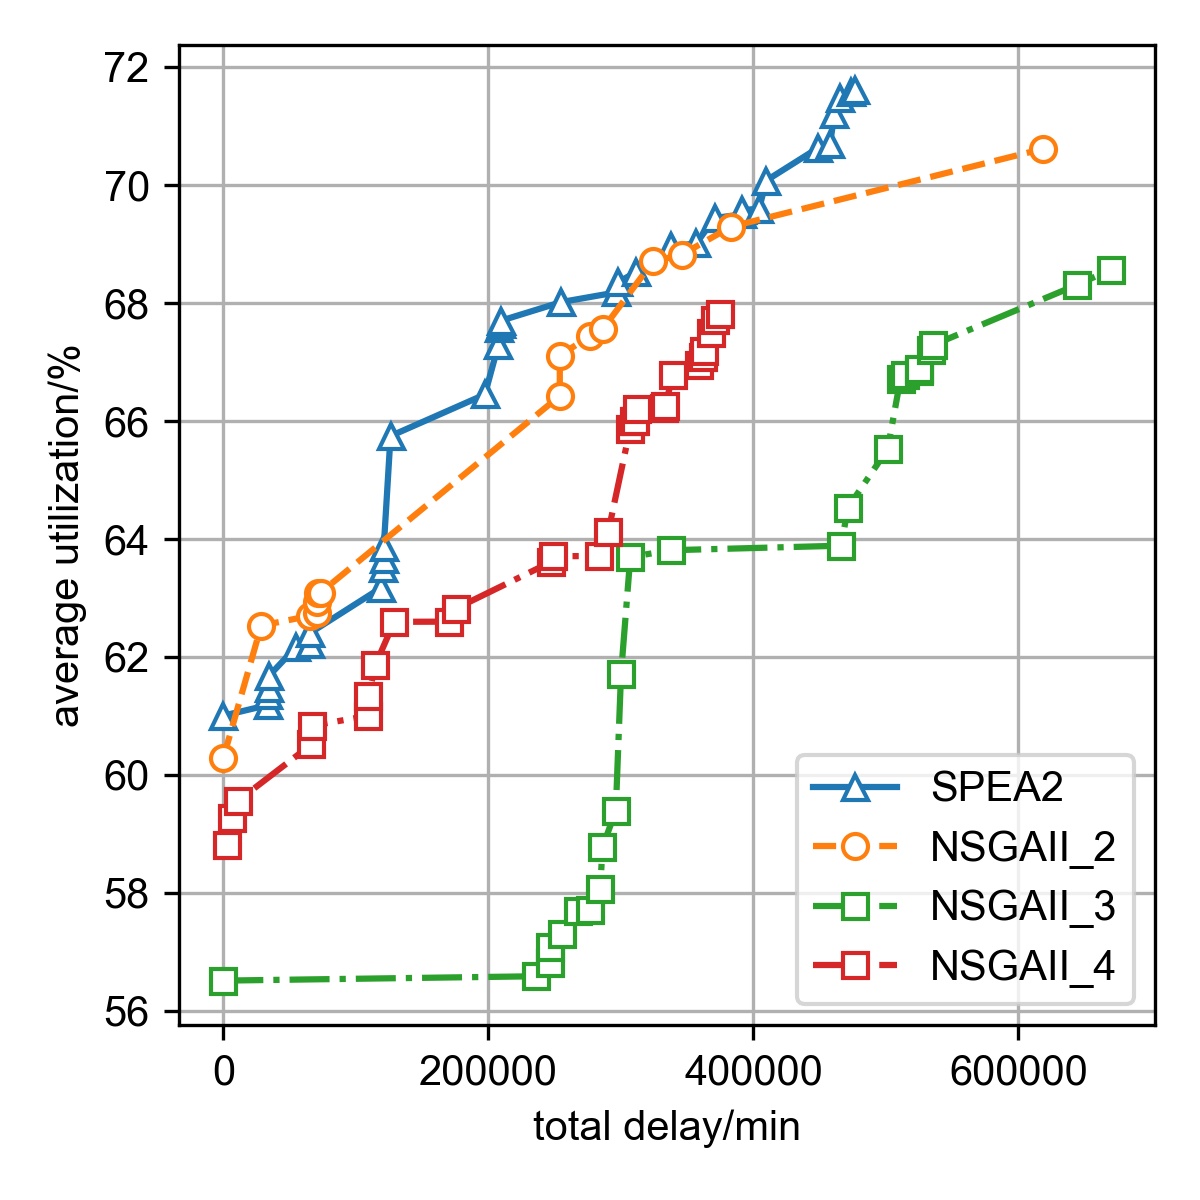 72
70
68
66
64
62
60
58
56
average utilization/%
0
200000
400000
600000
total delay/min
SPEA2
NSGAII_2
NSGAII_3
NSGAII_4